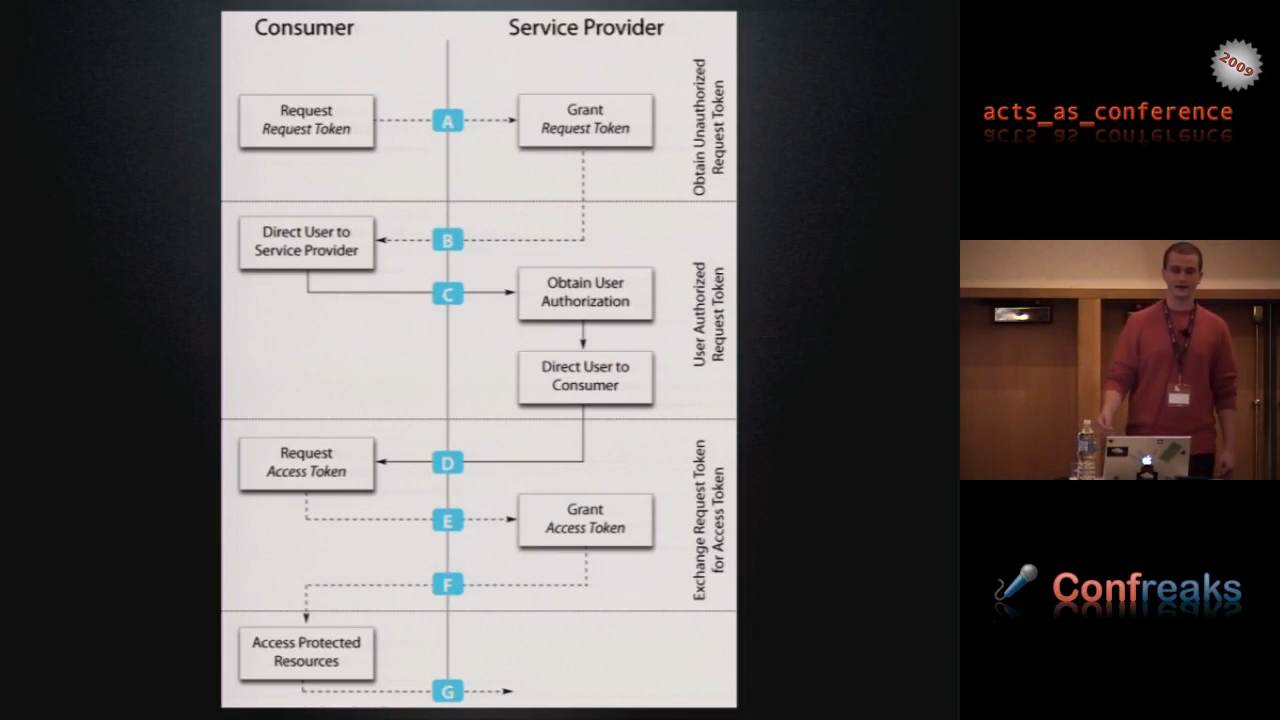 Consumer
Service Provider
Request
Request Token
A
Grant
Request Token
Obtain Unauthorized
Request Token
Direct User to
Service Provider
B
C
Obtain User
Authorization
Direct User to
Consumer
User Authorized
Request Token
Request
Access Token
D
E
Grant
Access Token
F
Exchange Request Token
for Access Token
Access Protected
Resources
G
2009
acts_as_conference
Confreaks